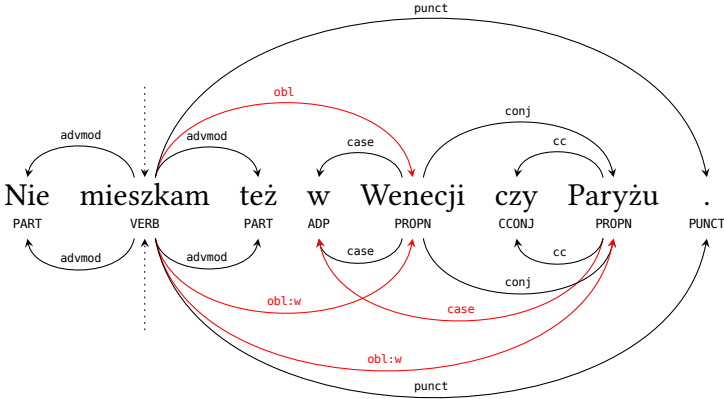 punct
obl
conj
advmod advmod case cc
Nie mieszkam też w Wenecji czy Paryżu .
PART VERB PART ADP PROPN CCONJ PROPN PUNCT
advmod advmod case cc
conj
obl:w
case
obl:w
punct